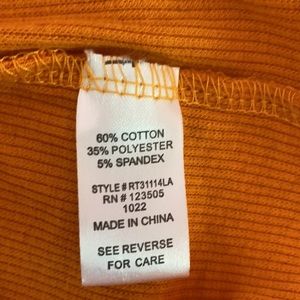 60% COTTON
35% POLYESTER
5% SPANDEX
STYLE # RT31114LA
RN # 123505
1022
MADE IN CHINA
SEE REVERSE
FOR CARE